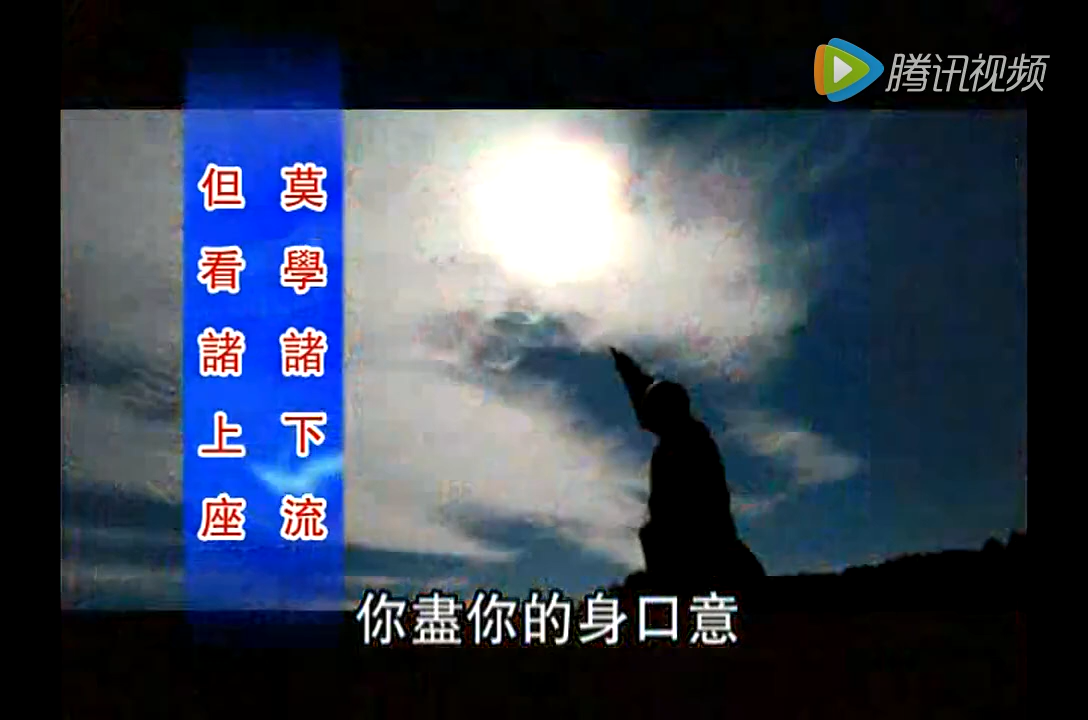 腾讯视频
莫學諸下流
但看諸上座
你盡你的身口意